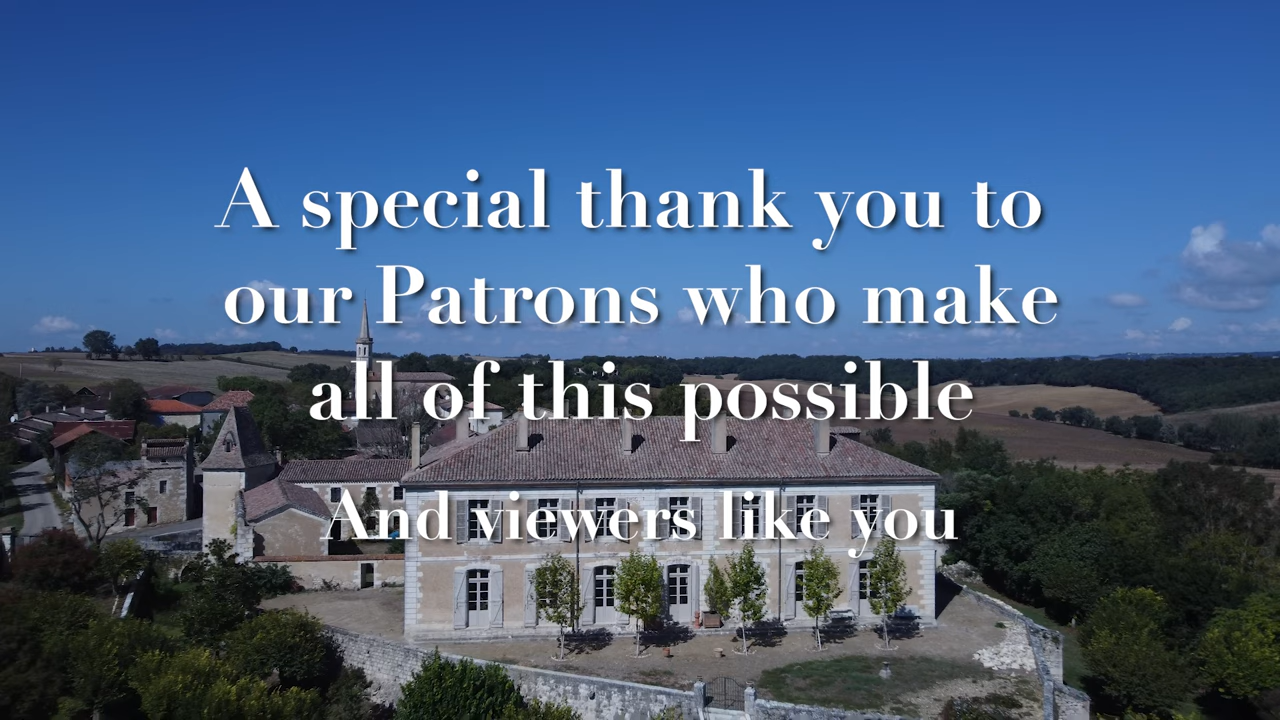 A special thank you to
our Patrons who make
all of this possible
And viewers like you